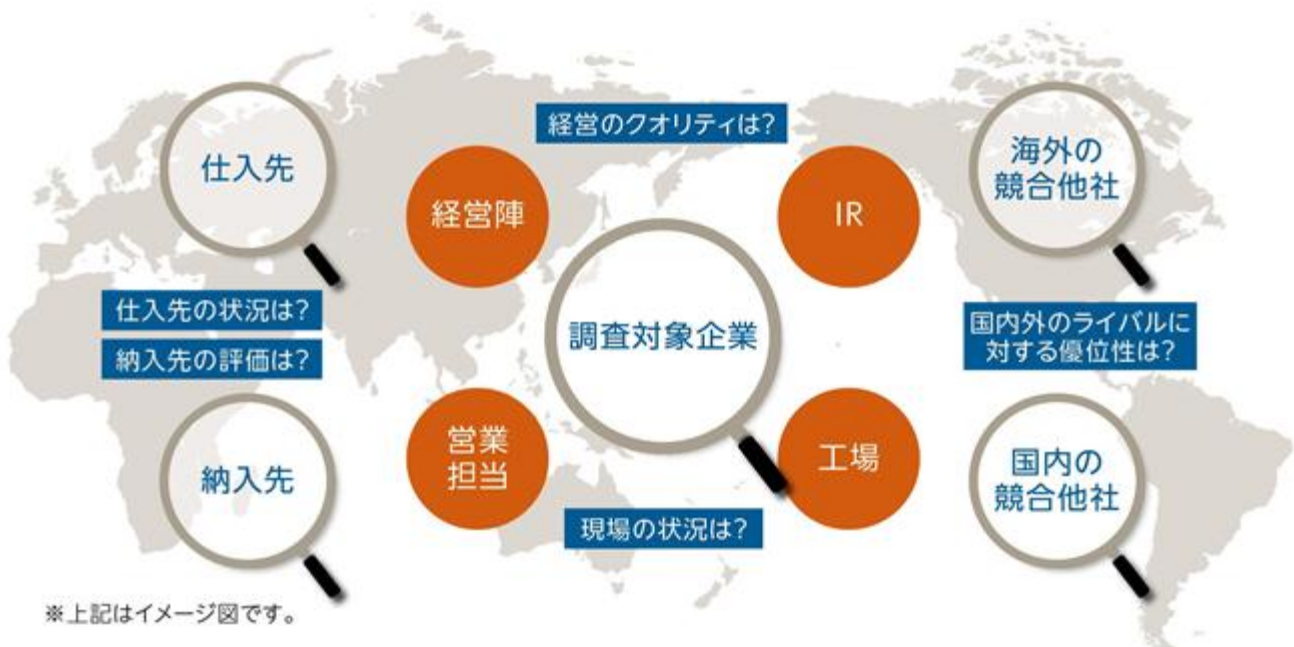 経営のクオリティは？
仕入先
経営陣
IR
海外の
競合他社
仕入先の状況は？
納入先の評価は？
調査対象企業
国内外のライバルに
対する優位性は？
納入先
営業
担当
工場
国内の
競合他社
現場の状況は？
※上記はイメージ図です。